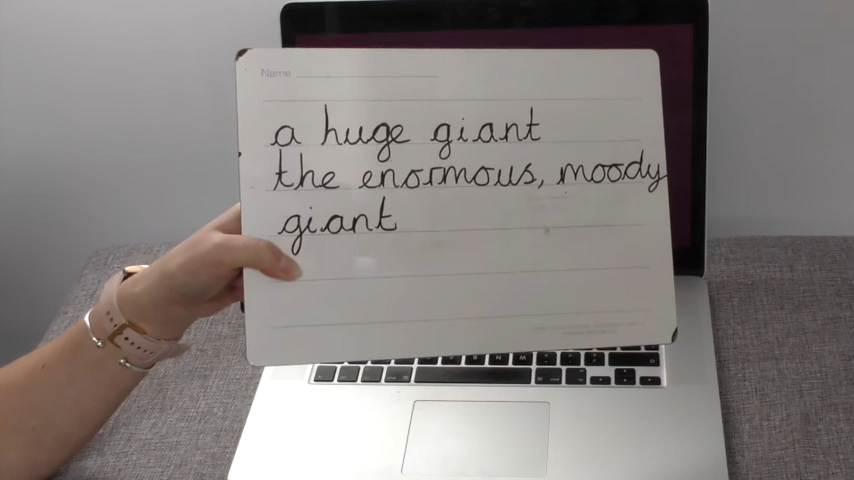 Name
a huge giant
the enormous, moody
giant